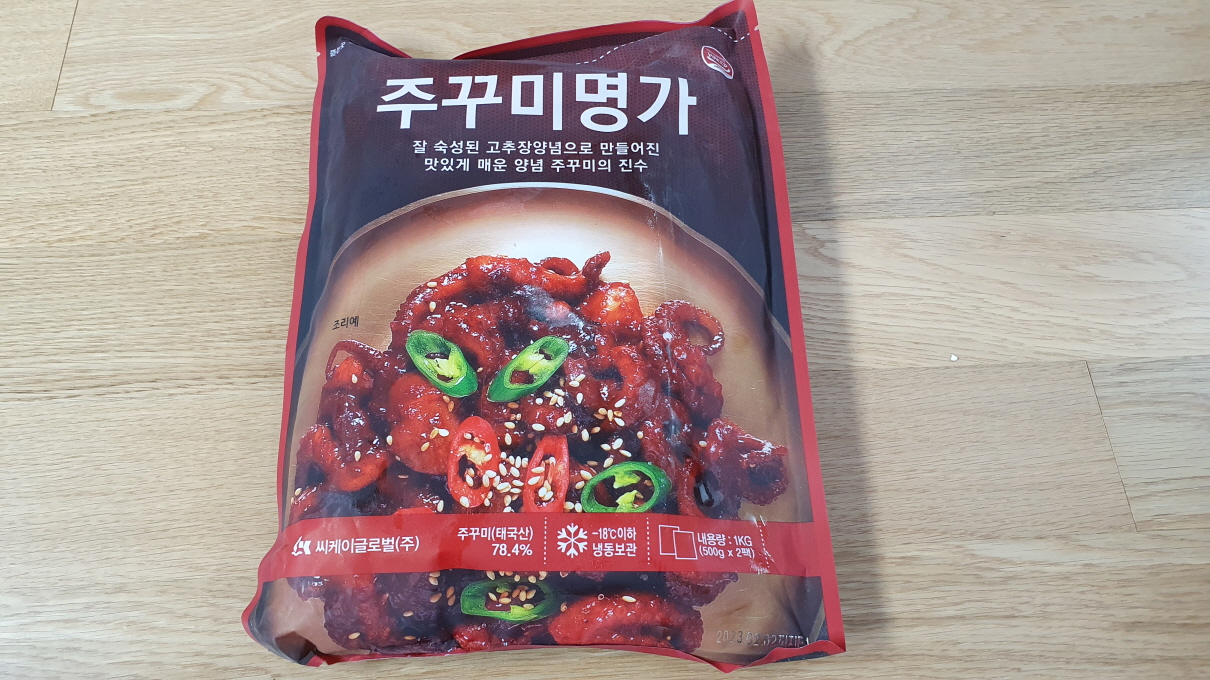 주꾸미명가
잘 숙성된 고추장양념으로 만들어진
맛있게 매운 양념 주꾸미의 진수
조리예
씨케이글로벌(주)
주꾸미(태국산)
78.4%
-18℃이하
냉동보관
내용량 : 1KG
(500g x 2팩)